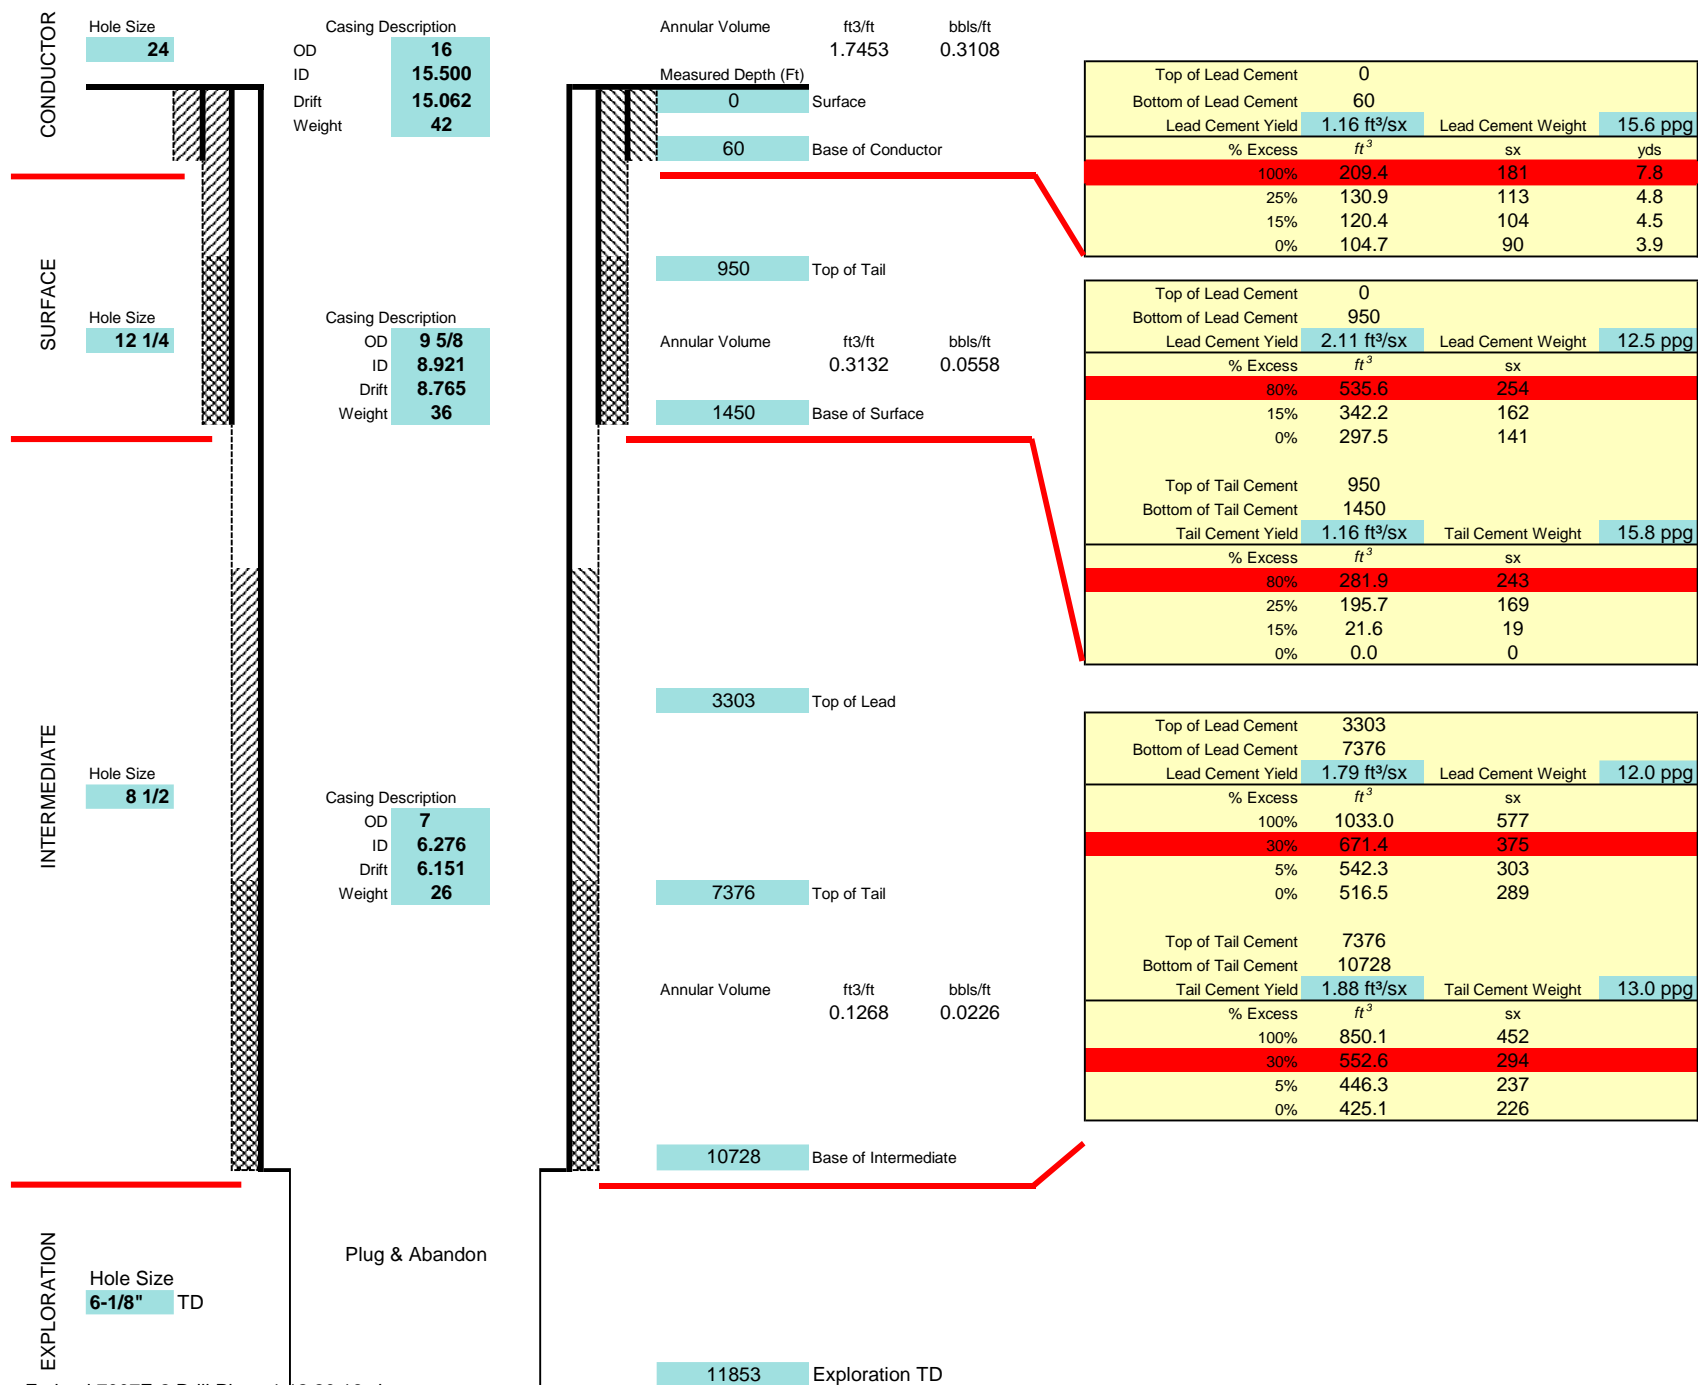 CONDUCTOR
Hole Size
24
Casing Description
OD 16
ID 15.500
Drift 15.062
Weight 42
Annular Volume ft3/ft bbls/ft
1.7453 0.3108
Measured Depth (Ft)
0 Surface
60 Base of Conductor
Top of Lead Cement 0
Bottom of Lead Cement 60
Lead Cement Yield 1.16 ft³/sx Lead Cement Weight 15.6 ppg
% Excess ft³ sx yds
100% 209.4 181 7.8
25% 130.9 113 4.8
15% 120.4 104 4.5
0% 104.7 90 3.9
SURFACE
950 Top of Tail
Hole Size
12 1/4
Casing Description
OD 9 5/8
ID 8.921
Drift 8.765
Weight 36
Annular Volume ft3/ft bbls/ft
0.3132 0.0558
1450 Base of Surface
Top of Lead Cement 0
Bottom of Lead Cement 950
Lead Cement Yield 2.11 ft³/sx Lead Cement Weight 12.5 ppg
% Excess ft³ sx
80% 535.6 254
15% 342.2 162
0% 297.5 141
Top of Tail Cement 950
Bottom of Tail Cement 1450
Tail Cement Yield 1.16 ft³/sx Tail Cement Weight 15.8 ppg
% Excess ft³ sx
80% 281.9 243
25% 195.7 169
15% 21.6 19
0% 0.0 0
INTERMEDIATE
3303 Top of Lead
Hole Size
8 1/2
Casing Description
OD 7
ID 6.276
Drift 6.151
Weight 26
7376 Top of Tail
Annular Volume ft3/ft bbls/ft
0.1268 0.0226
10728 Base of Intermediate
Top of Lead Cement 3303
Bottom of Lead Cement 7376
Lead Cement Yield 1.79 ft³/sx Lead Cement Weight 12.0 ppg
% Excess ft³ sx
100% 1033.0 577
30% 671.4 375
5% 542.3 303
0% 516.5 289
Top of Tail Cement 7376
Bottom of Tail Cement 10728
Tail Cement Yield 1.88 ft³/sx Tail Cement Weight 13.0 ppg
% Excess ft³ sx
100% 850.1 452
30% 552.6 294
5% 446.3 237
0% 425.1 226
EXPLORATION
Plug & Abandon
Hole Size
6-1/8" TD
11853 Exploration TD